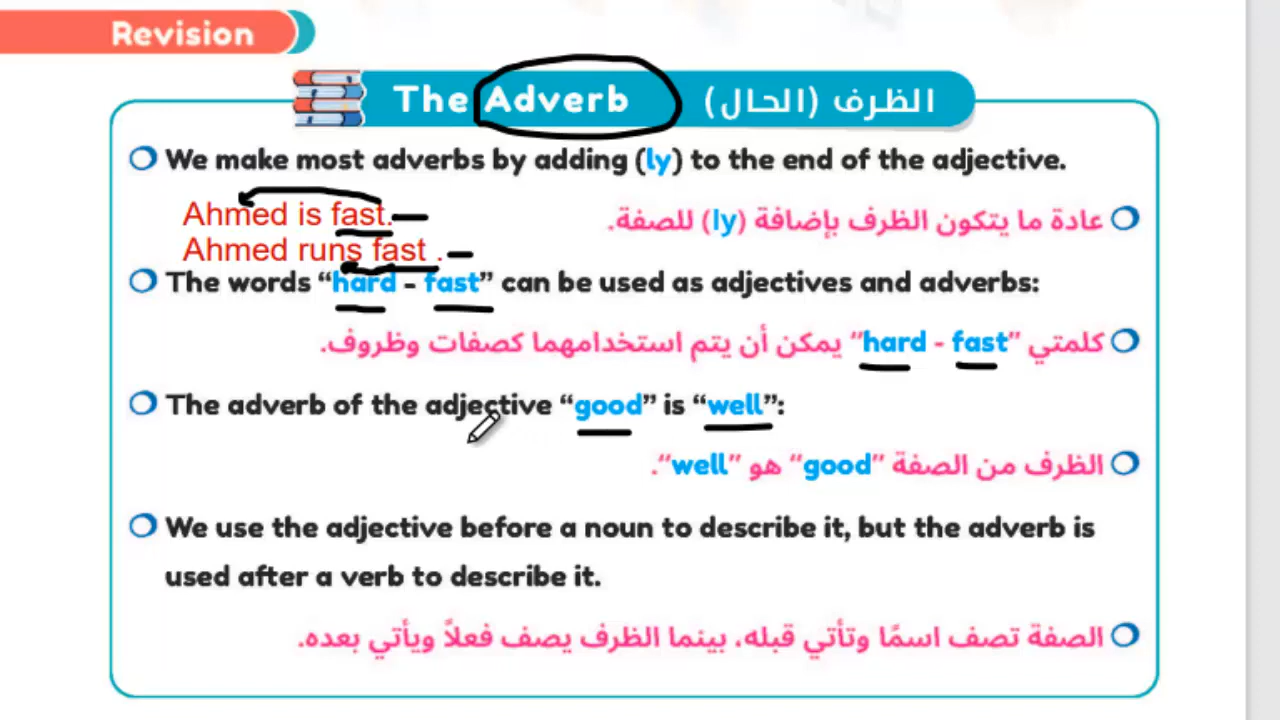 Revision
The Adverb الظرف (الحال)
We make most adverbs by adding (ly) to the end of the adjective.
عادة ما يتكون الظرف بإضافة (ly) للصفة.
Ahmed is fast.
Ahmed runs fast .
The words “hard - fast” can be used as adjectives and adverbs:
كلمتي "hard - fast" يمكن أن يتم استخدامهما كصفات وظروف.
The adverb of the adjective “good” is “well”:
الظرف من الصفة "good" هو "well".
We use the adjective before a noun to describe it, but the adverb is
used after a verb to describe it.
الصفة تصف اسمًا وتأتي قبله، بينما الظرف يصف فعلاً ويأتي بعده.